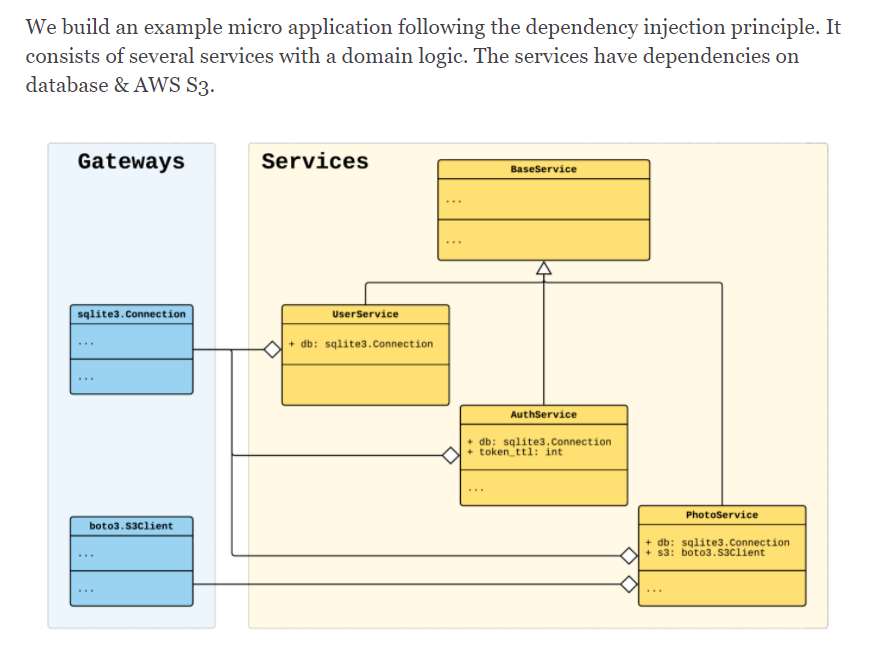 We build an example micro application following the dependency injection principle. It
consists of several services with a domain logic. The services have dependencies on
database & AWS S3.
Gateways
Services
BaseService
...
...
sqlite3.Connection
...
...
UserService
+ db: sqlite3.Connection
AuthService
+ db: sqlite3.Connection
+ token_ttl: int
...
boto3.S3Client
...
...
PhotoService
+ db: sqlite3.Connection
+ s3: boto3.S3Client
...